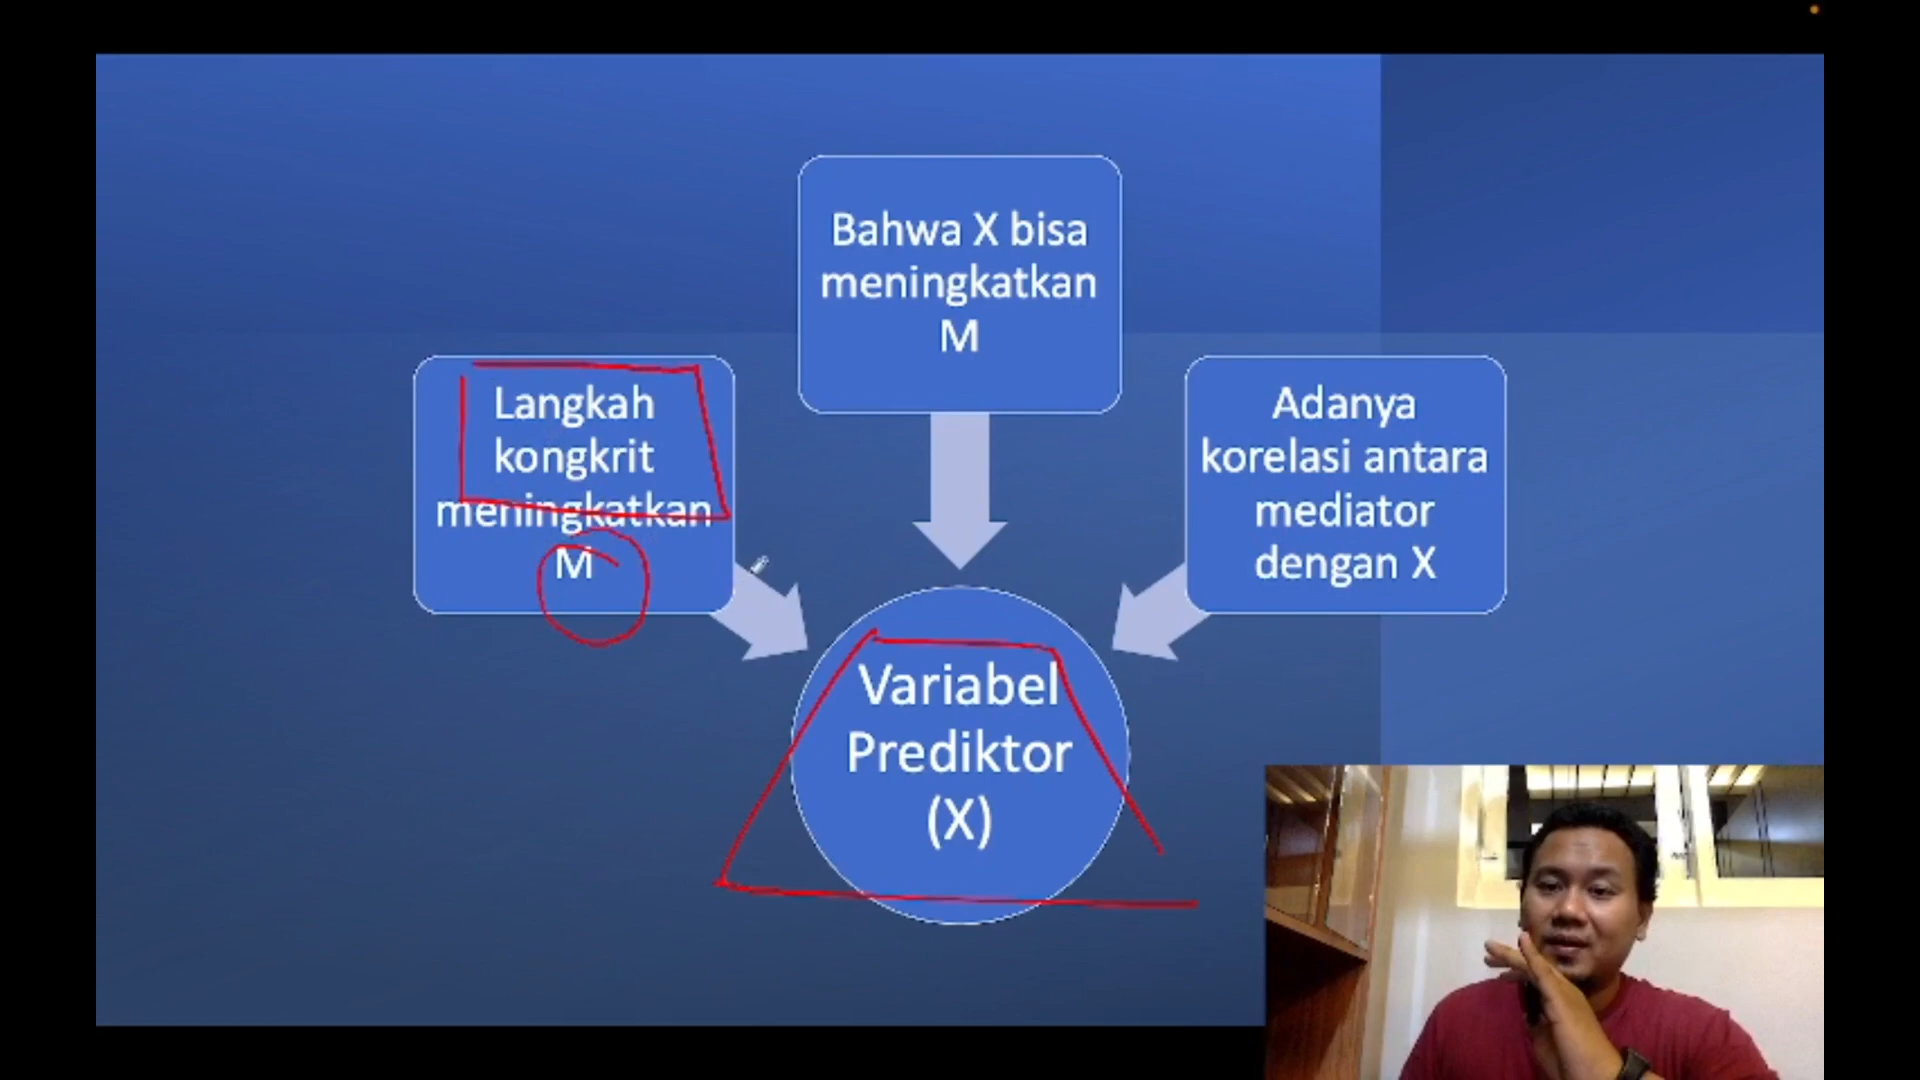 Bahwa X bisa
meningkatkan
M
Langkah
kongkrit
meningkatkan
M
Adanya
korelasi antara
mediator
dengan X
Variabel
Prediktor
(X)